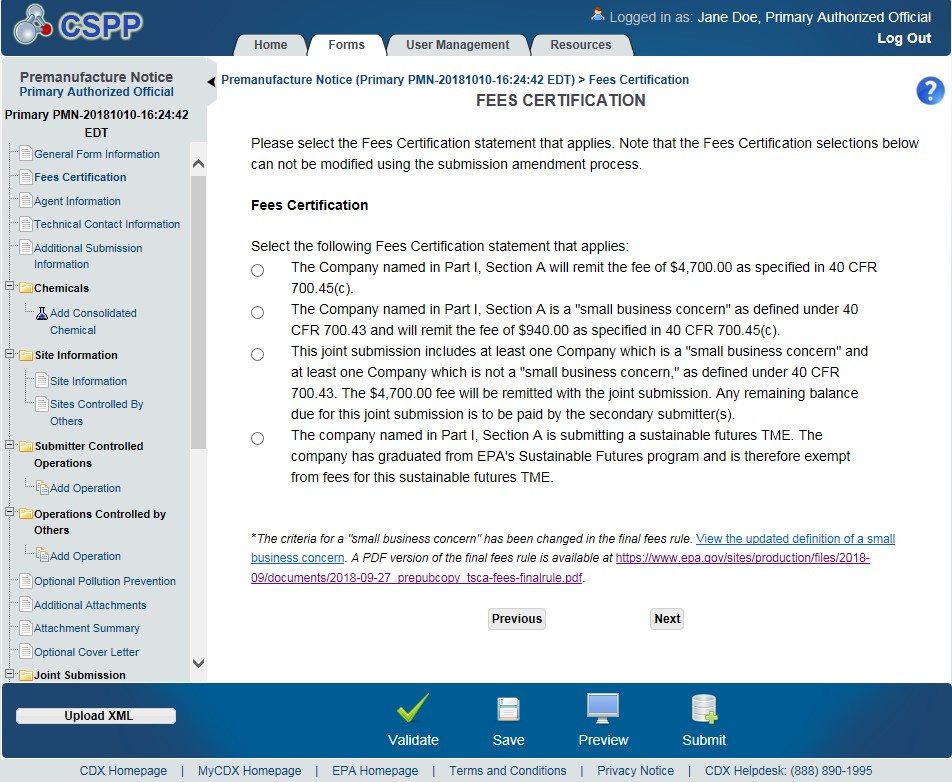 CSPP
Logged in as: Jane Doe, Primary Authorized Official
Log Out
Home
Forms
User Management
Resources
Premanufacture Notice
Primary Authorized Official
Primary PMN-20181010-16:24:42
EDT
General Form Information
Fees Certification
Agent Information
Technical Contact Information
Additional Submission
Information
Chemicals
Add Consolidated
Chemical
Site Information
Site Information
Sites Controlled By
Others
Submitter Controlled
Operations
Add Operation
Operations Controlled by
Others
Add Operation
Optional Pollution Prevention
Additional Attachments
Attachment Summary
Optional Cover Letter
Joint Submission
Premanufacture Notice (Primary PMN-20181010-16:24:42 EDT) > Fees Certification
FEES CERTIFICATION
?
Please select the Fees Certification statement that applies. Note that the Fees Certification selections below
can not be modified using the submission amendment process.
Fees Certification
Select the following Fees Certification statement that applies:
The Company named in Part I, Section A will remit the fee of $4,700.00 as specified in 40 CFR
700.45(c).
The Company named in Part I, Section A is a "small business concern" as defined under 40
CFR 700.43 and will remit the fee of $940.00 as specified in 40 CFR 700.45(c).
This joint submission includes at least one Company which is a "small business concern" and
at least one Company which is not a "small business concern," as defined under 40 CFR
700.43. The $4,700.00 fee will be remitted with the joint submission. Any remaining balance
due for this joint submission is to be paid by the secondary submitter(s).
The company named in Part I, Section A is submitting a sustainable futures TME. The
company has graduated from EPA's Sustainable Futures program and is therefore exempt
from fees for this sustainable futures TME.
*The criteria for a "small business concern" has been changed in the final fees rule. View the updated definition of a small
business concern. A PDF version of the final fees rule is available at https://www.epa.gov/sites/production/files/2018-
09/documents/2018-09-27_prepubcopy_tsca-fees-finalrule.pdf.
Previous
Next
Upload XML
Validate
Save
Preview
Submit
CDX Homepage | MyCDX Homepage | EPA Homepage | Terms and Conditions | Privacy Notice | CDX Helpdesk: (888) 890-1995